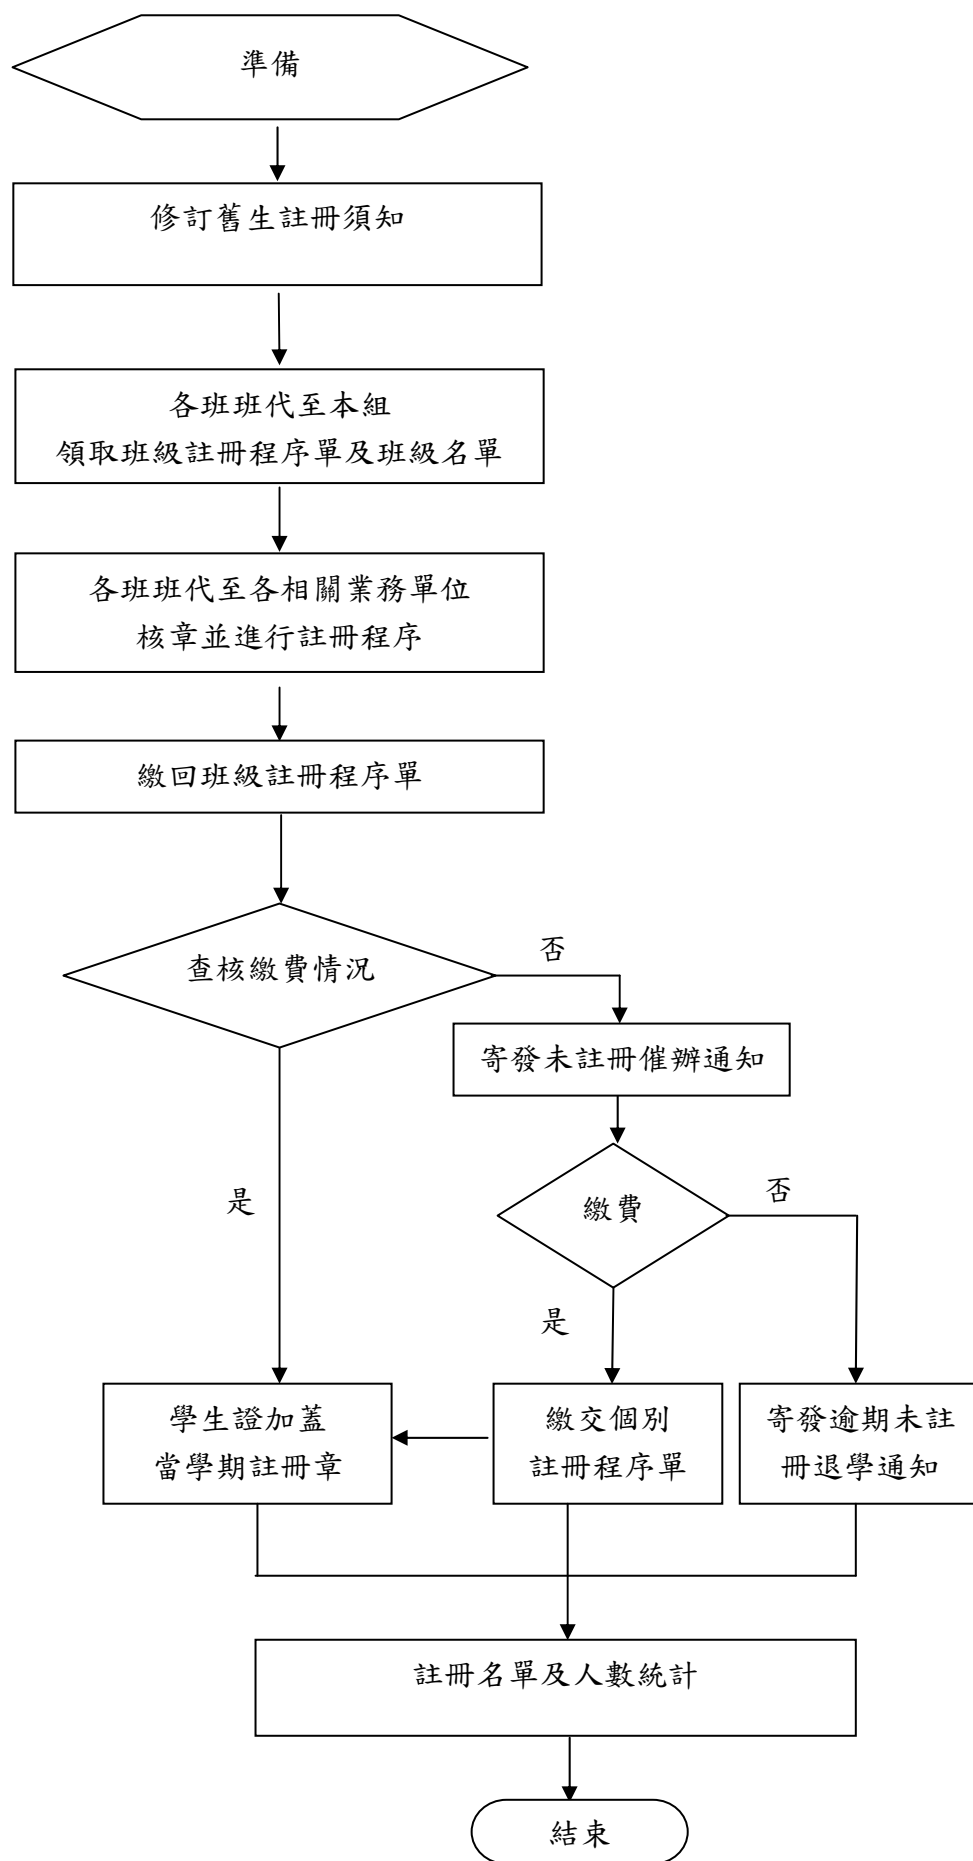 準備
修訂舊生註冊須知
各班班代至本組
領取班級註冊程序單及班級名單
各班班代至各相關業務單位
核章並進行註冊程序
繳回班級註冊程序單
查核繳費情況
否
寄發未註冊催辦通知
是
繳費
否
是
學生證加蓋
當學期註冊章
繳交個別
註冊程序單
寄發逾期未註
冊退學通知
註冊名單及人數統計
結束